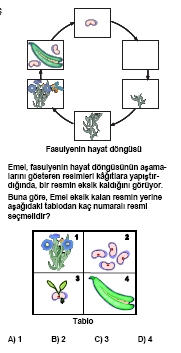 Fasulyenin hayat döngüsü
Emel, fasulyenin hayat döngüsünün aşama-
larını gösteren resimleri kâğıtlara yapıştır-
dığında, bir resmin eksik kaldığını görüyor.
Buna göre, Emel eksik kalan resmin yerine
aşağıdaki tablodan kaç numaralı resmi
seçmelidir?
1 2
3 4
Tablo
A) 1 B) 2 C) 3 D) 4